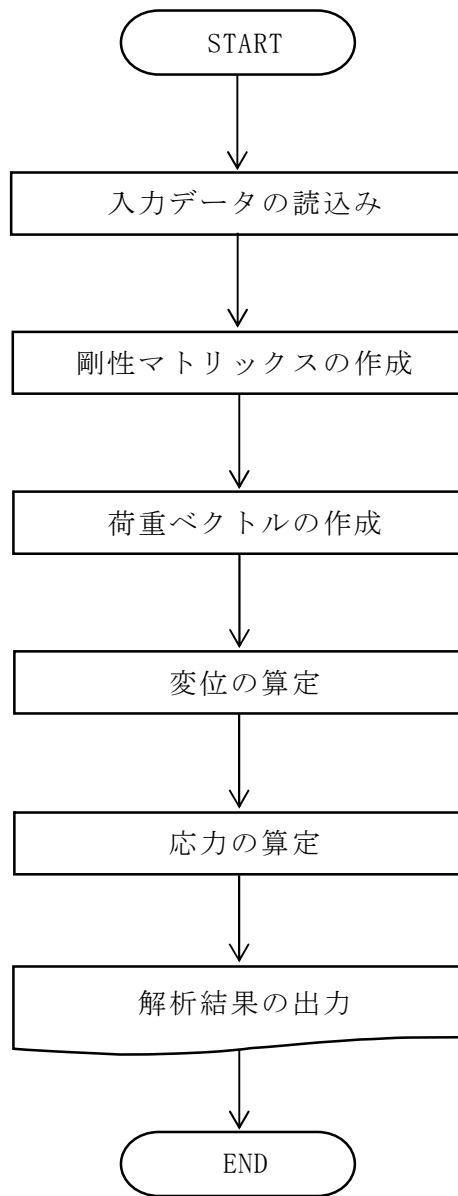 START
入力データの読込み
剛性マトリックスの作成
荷重ベクトルの作成
変位の算定
応力の算定
解析結果の出力
END